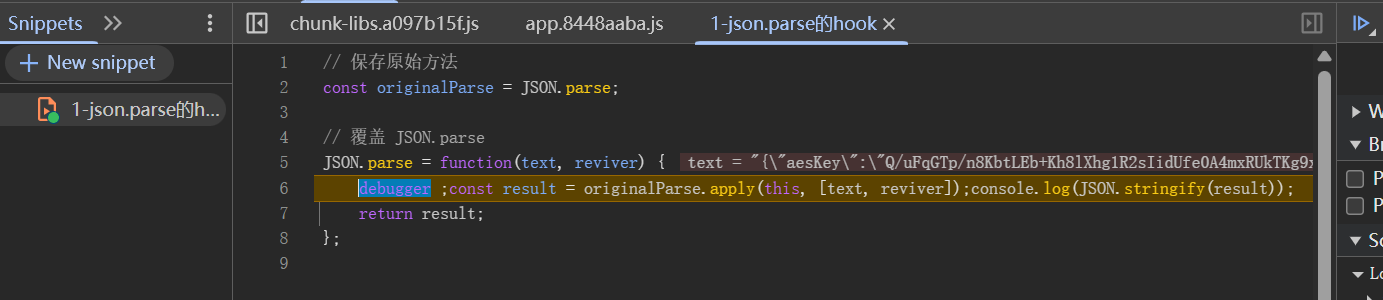 Snippets
chunk-libs.a097b15f.js
app.8448aaba.js
1-json.parse的hook
New snippet
1-json.parse的h...
1 // 保存原始方法
2 const originalParse = JSON.parse;
3
4 // 覆盖 JSON.parse
5 JSON.parse = function(text, reviver) { text = "{\"aesKey\":\"Q/uFqGTp/n8KbtLEb+Kh8lXhg1R2sIidUfe0A4mxRUkTKg9x
6 debugger ;const result = originalParse.apply(this, [text, reviver]);console.log(JSON.stringify(result));
7 return result;
8 };
9
W
Br
P
P
Sc
Lo